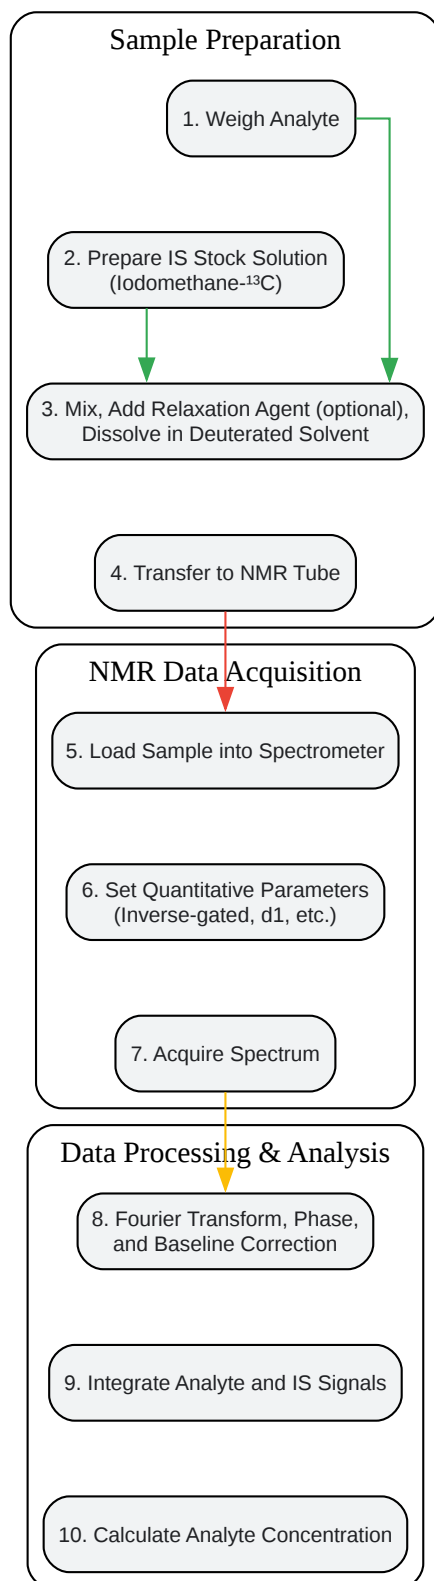 Sample Preparation
1. Weigh Analyte
2. Prepare IS Stock Solution
(Iodomethane-¹³C)
3. Mix, Add Relaxation Agent (optional),
Dissolve in Deuterated Solvent
4. Transfer to NMR Tube
NMR Data Acquisition
5. Load Sample into Spectrometer
6. Set Quantitative Parameters
(Inverse-gated, d1, etc.)
7. Acquire Spectrum
Data Processing & Analysis
8. Fourier Transform, Phase,
and Baseline Correction
9. Integrate Analyte and IS Signals
10. Calculate Analyte Concentration